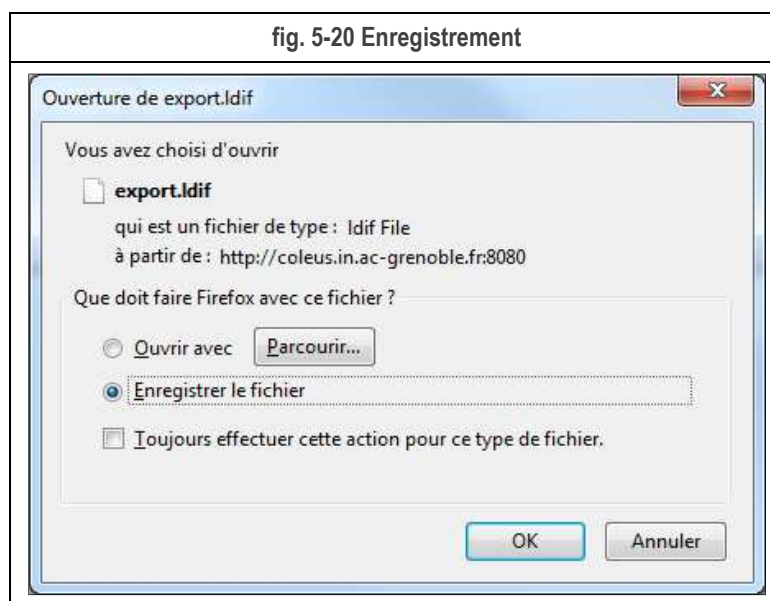 fig. 5-20 Enregistrement
Ouverture de export.ldif
Vous avez choisi d'ouvrir
export.ldif
qui est un fichier de type : ldif File
à partir de : http://coleus.in.ac-grenoble.fr:8080
Que doit faire Firefox avec ce fichier ?
Ouvrir avec Parcourir...
Enregistrer le fichier
Toujours effectuer cette action pour ce type de fichier.
OK Annuler